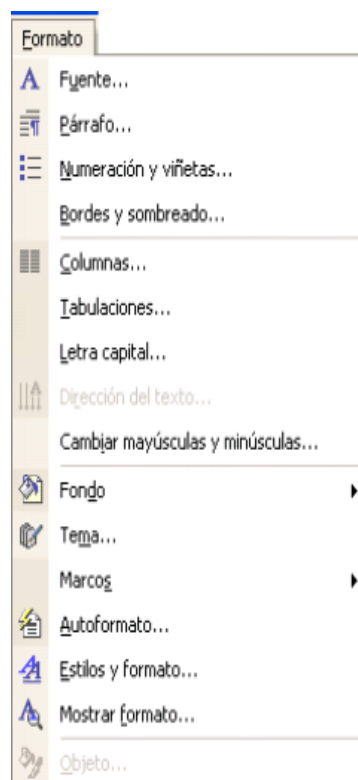 Formato
Fuente...
Párrafo...
Numeración y viñetas...
Bordes y sombreado...
Columnas...
Tabulaciones...
Letra capital...
Dirección del texto...
Cambiar mayúsculas y minúsculas...
Fondo
Tema...
Marcos
Autoformato...
Estilos y formato...
Mostrar formato...
Objeto...